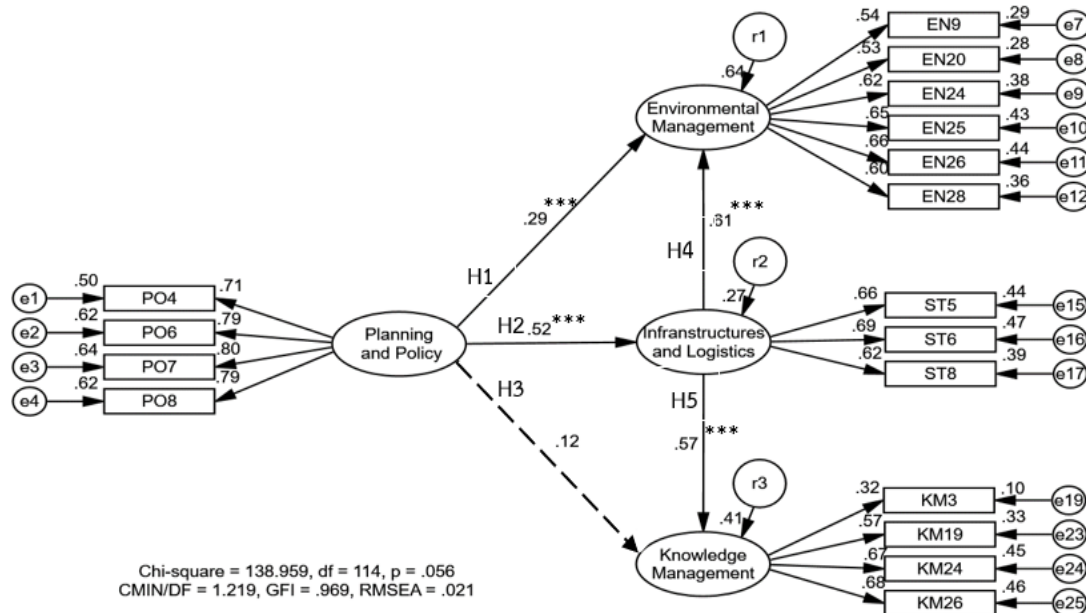 r1
.64
Environmental
Management
.54
EN9
.29
e7
.53
EN20
.28
e8
.62
EN24
.38
e9
.65
EN25
.43
e10
.66
EN26
.44
e11
.60
EN28
.36
e12
H1
.29***
H4
.61 ***
r2
.27
.50
e1
PO4
.71
.62
e2
PO6
.79
.64
e3
PO7
.80
.62
e4
PO8
.79
Planning
and Policy
H2 .52***
Infranstructures
and Logistics
.66
ST5
.44
e15
.69
ST6
.47
e16
.62
ST8
.39
e17
H3
.12
H5
.57 ***
r3
.41
Knowledge
Management
.32
KM3
.10
e19
.57
KM19
.33
e23
.67
KM24
.45
e24
.68
KM26
.46
e25
Chi-square = 138.959, df = 114, p = .056
CMIN/DF = 1.219, GFI = .969, RMSEA = .021